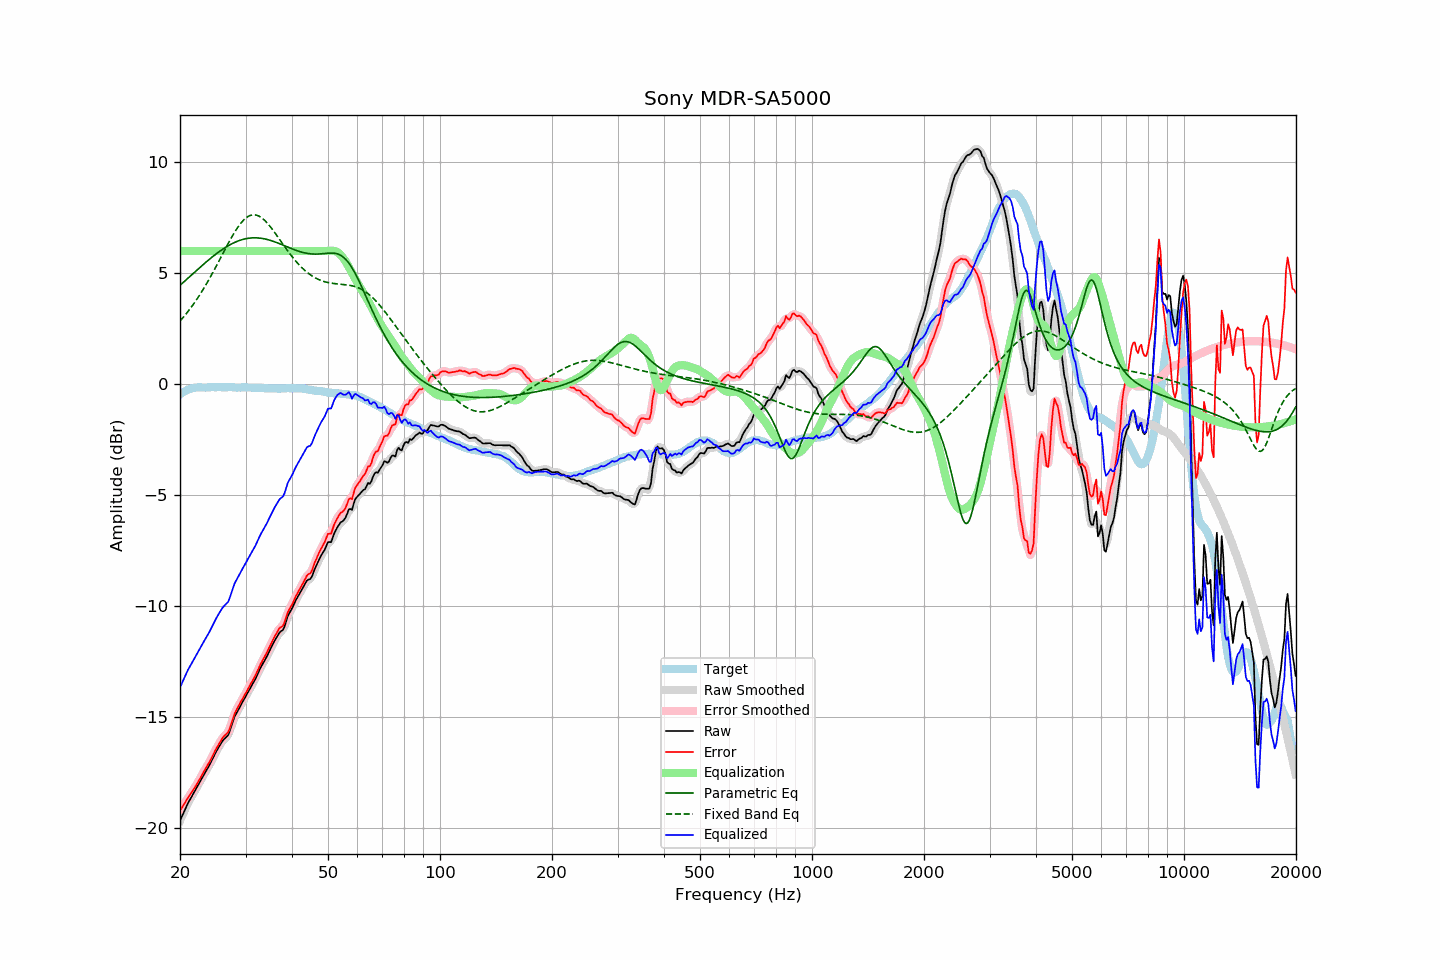 Sony MDR-SA5000
Amplitude (dBr)
10
5
0
−5
−10
−15
−20
Target
Raw Smoothed
Error Smoothed
Raw
Error
Equalization
Parametric Eq
Fixed Band Eq
Equalized
20 50 100 200 500 1000 2000 5000 10000 20000
Frequency (Hz)